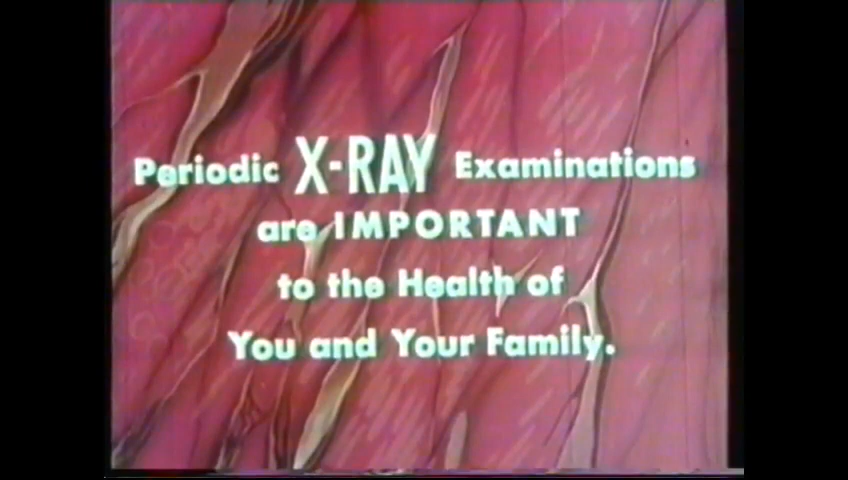 Periodic X-RAY Examinations
are IMPORTANT
to the Health of
You and Your Family.